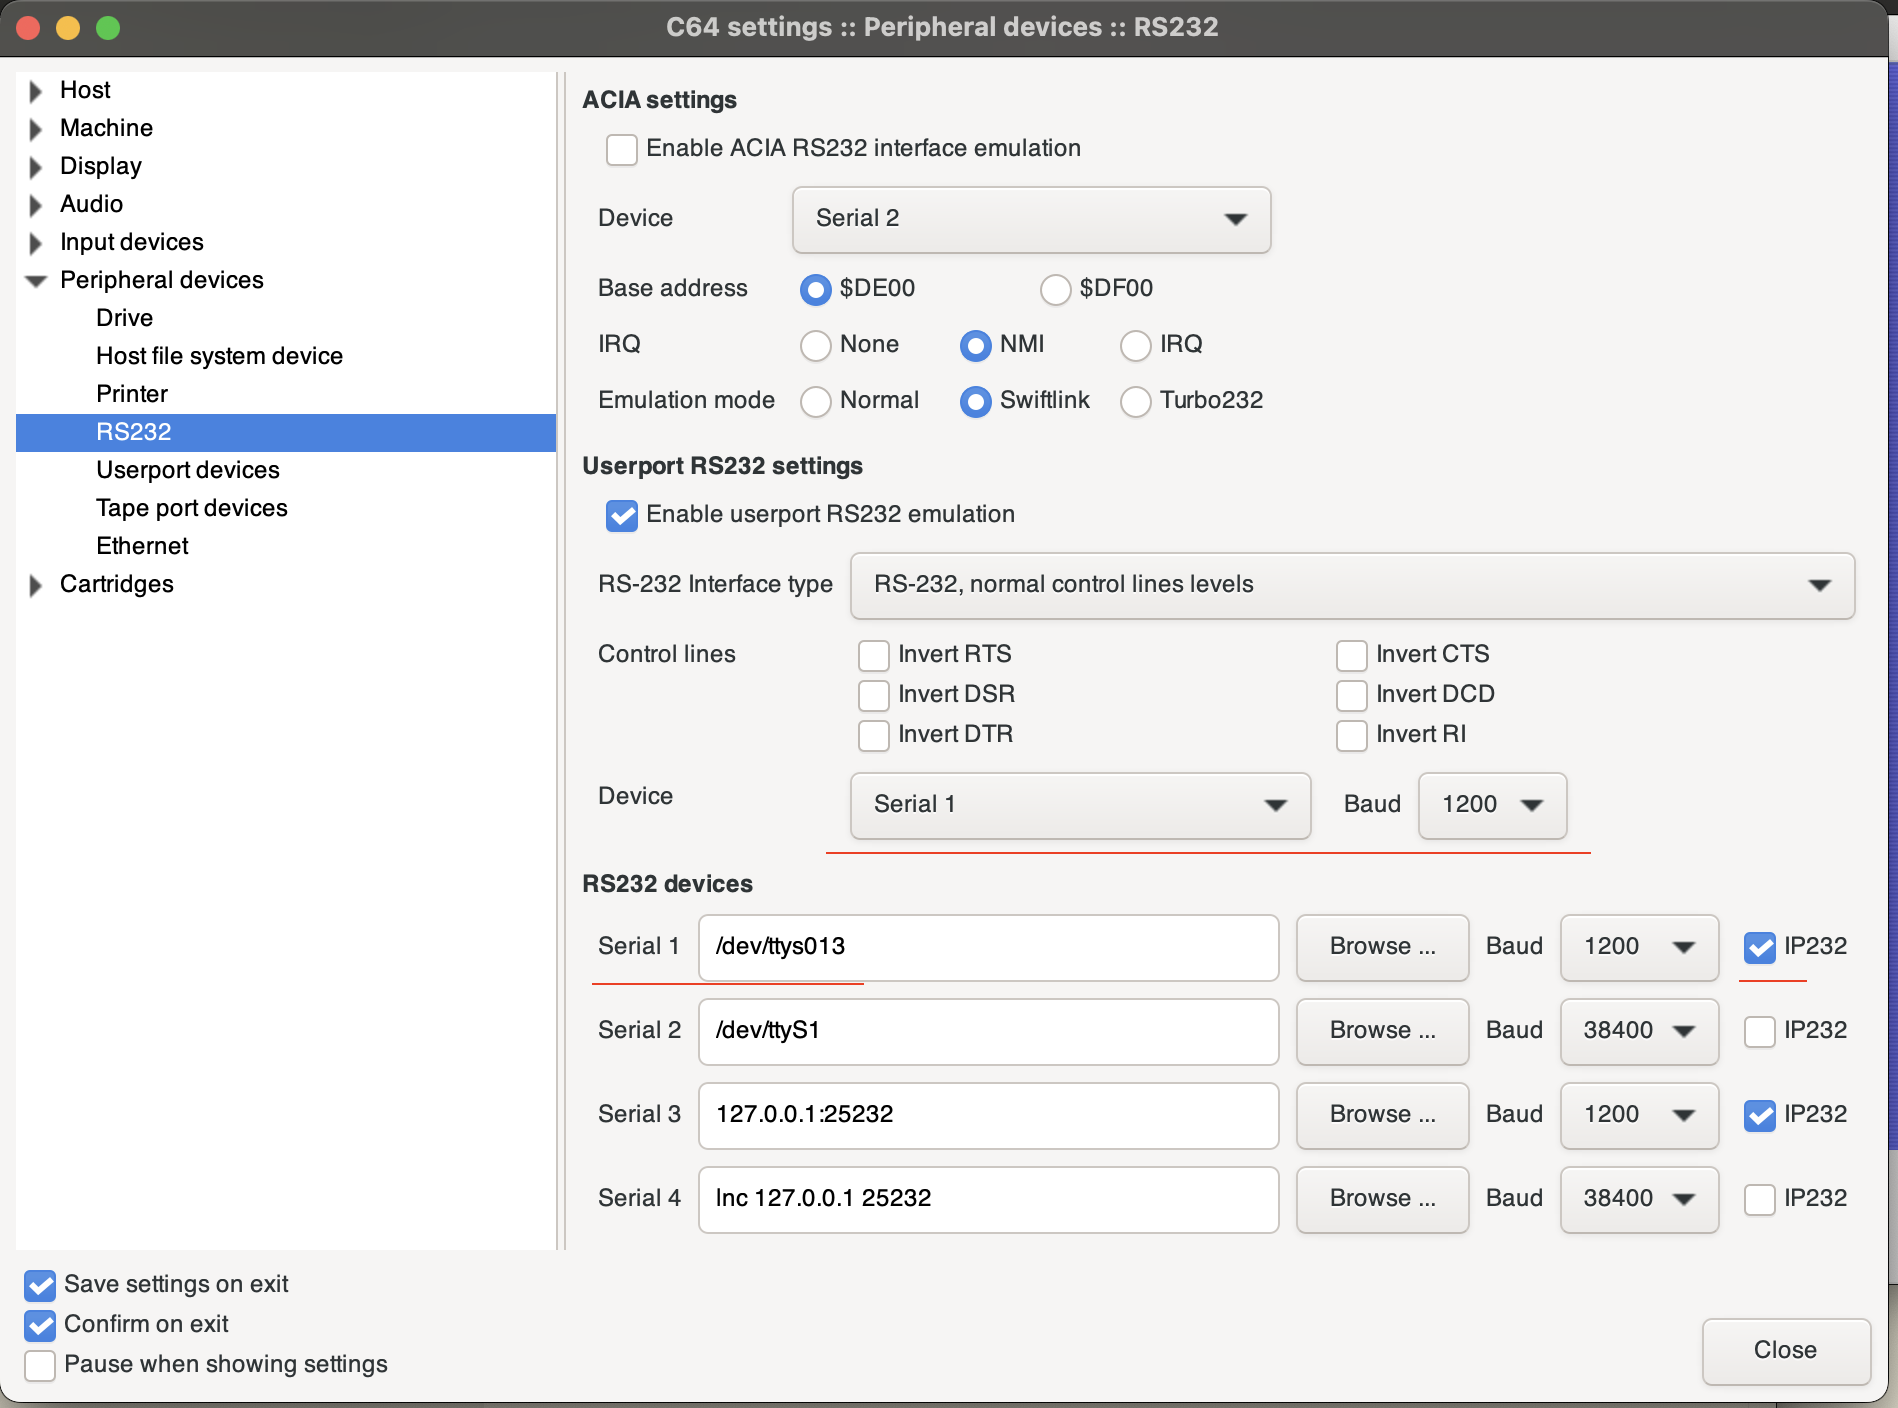 C64 settings :: Peripheral devices :: RS232
Host
Machine
Display
Audio
Input devices
Peripheral devices
Drive
Host file system device
Printer
RS232
Userport devices
Tape port devices
Ethernet
Cartridges
ACIA settings
Enable ACIA RS232 interface emulation
Device Serial 2
Base address $DE00 $DF00
IRQ None NMI IRQ
Emulation mode Normal Swiftlink Turbo232
Userport RS232 settings
Enable userport RS232 emulation
RS-232 Interface type RS-232, normal control lines levels
Control lines Invert RTS Invert CTS
Invert DSR Invert DCD
Invert DTR Invert RI
Device Serial 1 Baud 1200
RS232 devices
Serial 1 /dev/ttys013 Browse ... Baud 1200 IP232
Serial 2 /dev/ttyS1 Browse ... Baud 38400 IP232
Serial 3 127.0.0.1:25232 Browse ... Baud 1200 IP232
Serial 4 lnc 127.0.0.1 25232 Browse ... Baud 38400 IP232
Save settings on exit
Confirm on exit
Pause when showing settings
Close